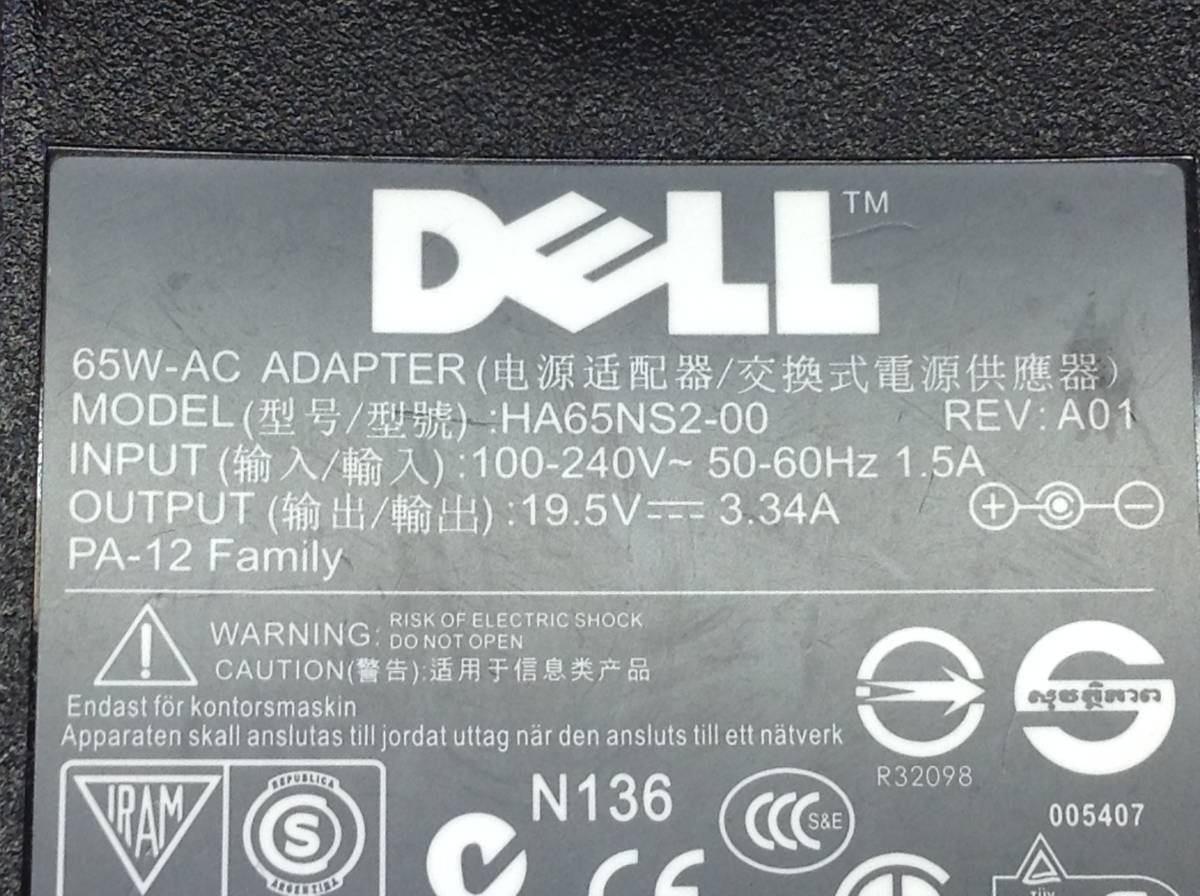 DELL™
65W-AC ADAPTER (电源适配器/交換式電源供應器)
MODEL (型号/型號) :HA65NS2-00 REV: A01
INPUT (输入/輸入) :100-240V~ 50-60Hz 1.5A
OUTPUT (输出/輸出) :19.5V⎓ 3.34A
PA-12 Family
WARNING: RISK OF ELECTRIC SHOCK
DO NOT OPEN
CAUTION(警告):适用于信息类产品
Endast för kontorsmaskin
Apparaten skall anslutas till jordat uttag när den ansluts till ett nätverk
R32098
005407
IRAM
REPUBLICA
S
ARGENTINA
N136
CCC S&E
CE
TÜV